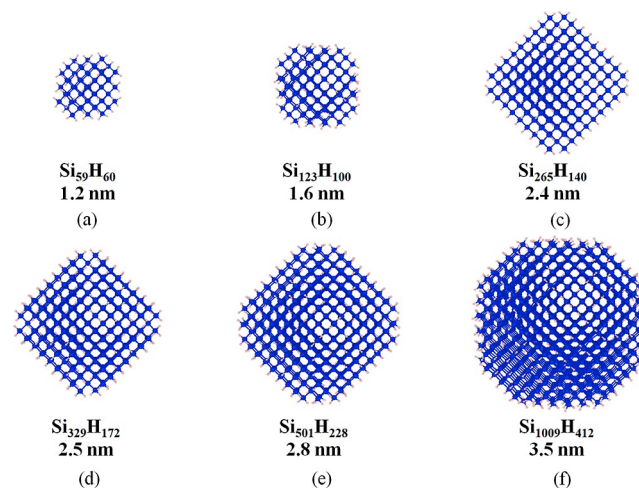 Si₅₉H₆₀
1.2 nm
(a)
Si₁₂₃H₁₀₀
1.6 nm
(b)
Si₂₆₅H₁₄₀
2.4 nm
(c)
Si₃₂₉H₁₇₂
2.5 nm
(d)
Si₅₀₁H₂₂₈
2.8 nm
(e)
Si₁₀₀₉H₄₁₂
3.5 nm
(f)